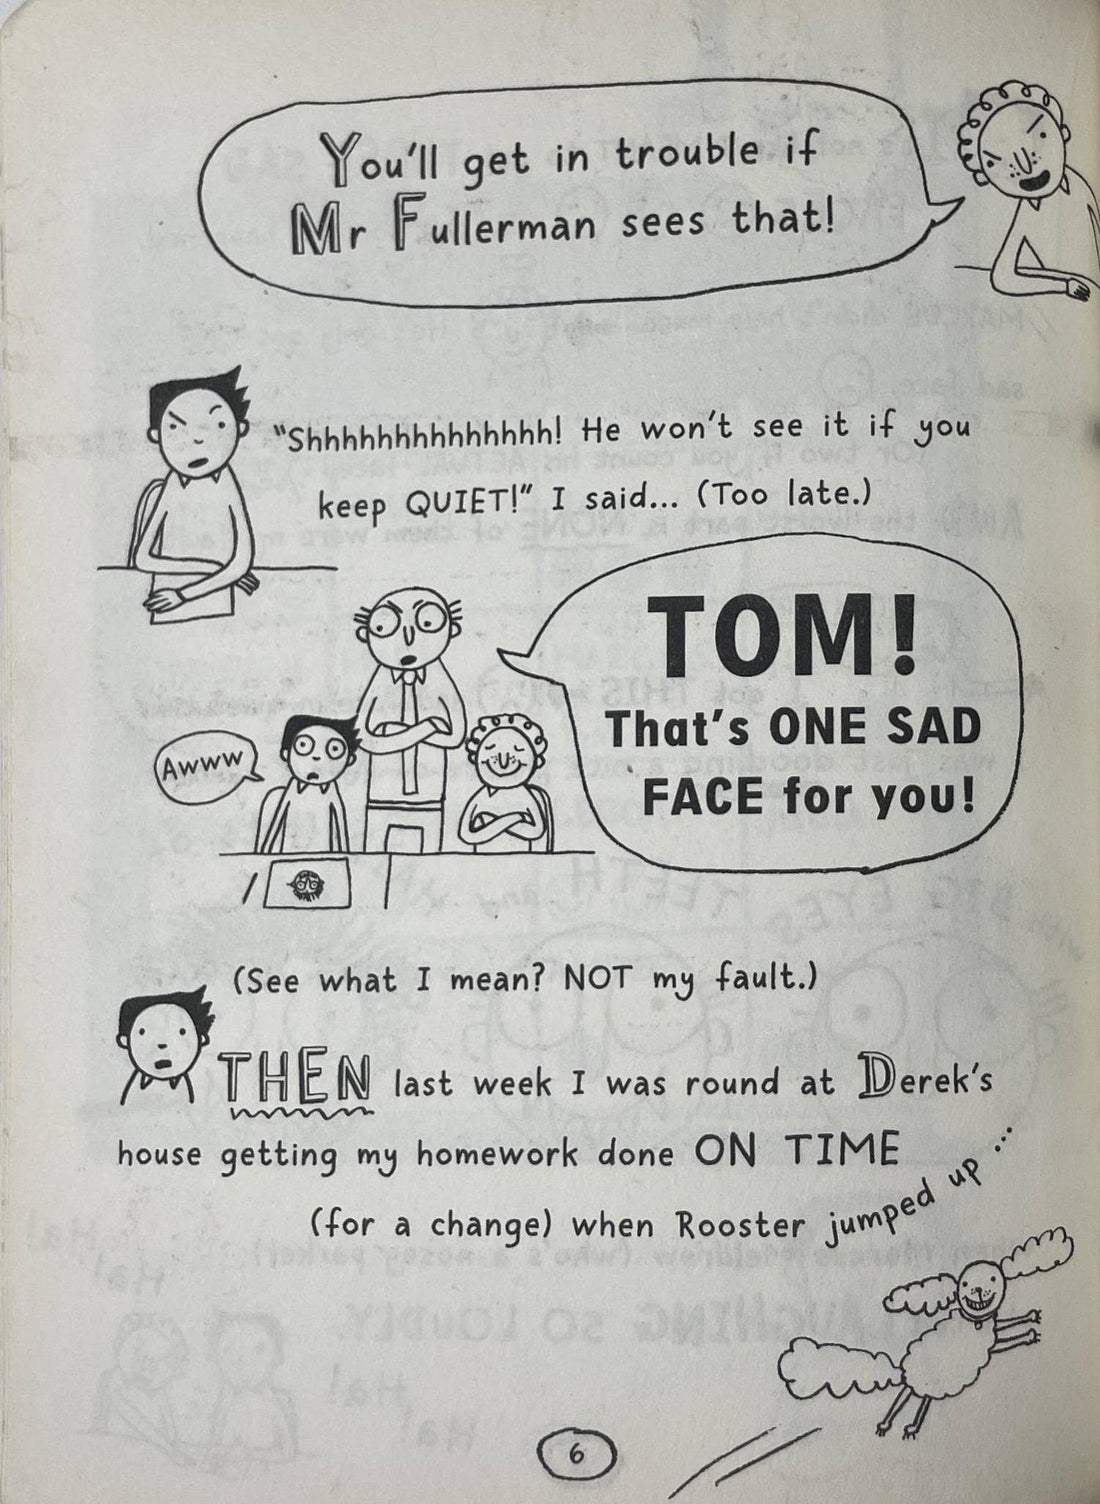 You'll get in trouble if
Mr Fullerman sees that!
"Shhhhhhhhhhhhhhh! He won't see it if you
keep QUIET!" I said... (Too late.)
TOM!
That's ONE SAD
FACE for you!
Awww
(See what I mean? NOT my fault.)
THEN last week I was round at Derek's
house getting my homework done ON TIME
(for a change) when Rooster jumped up ...
6